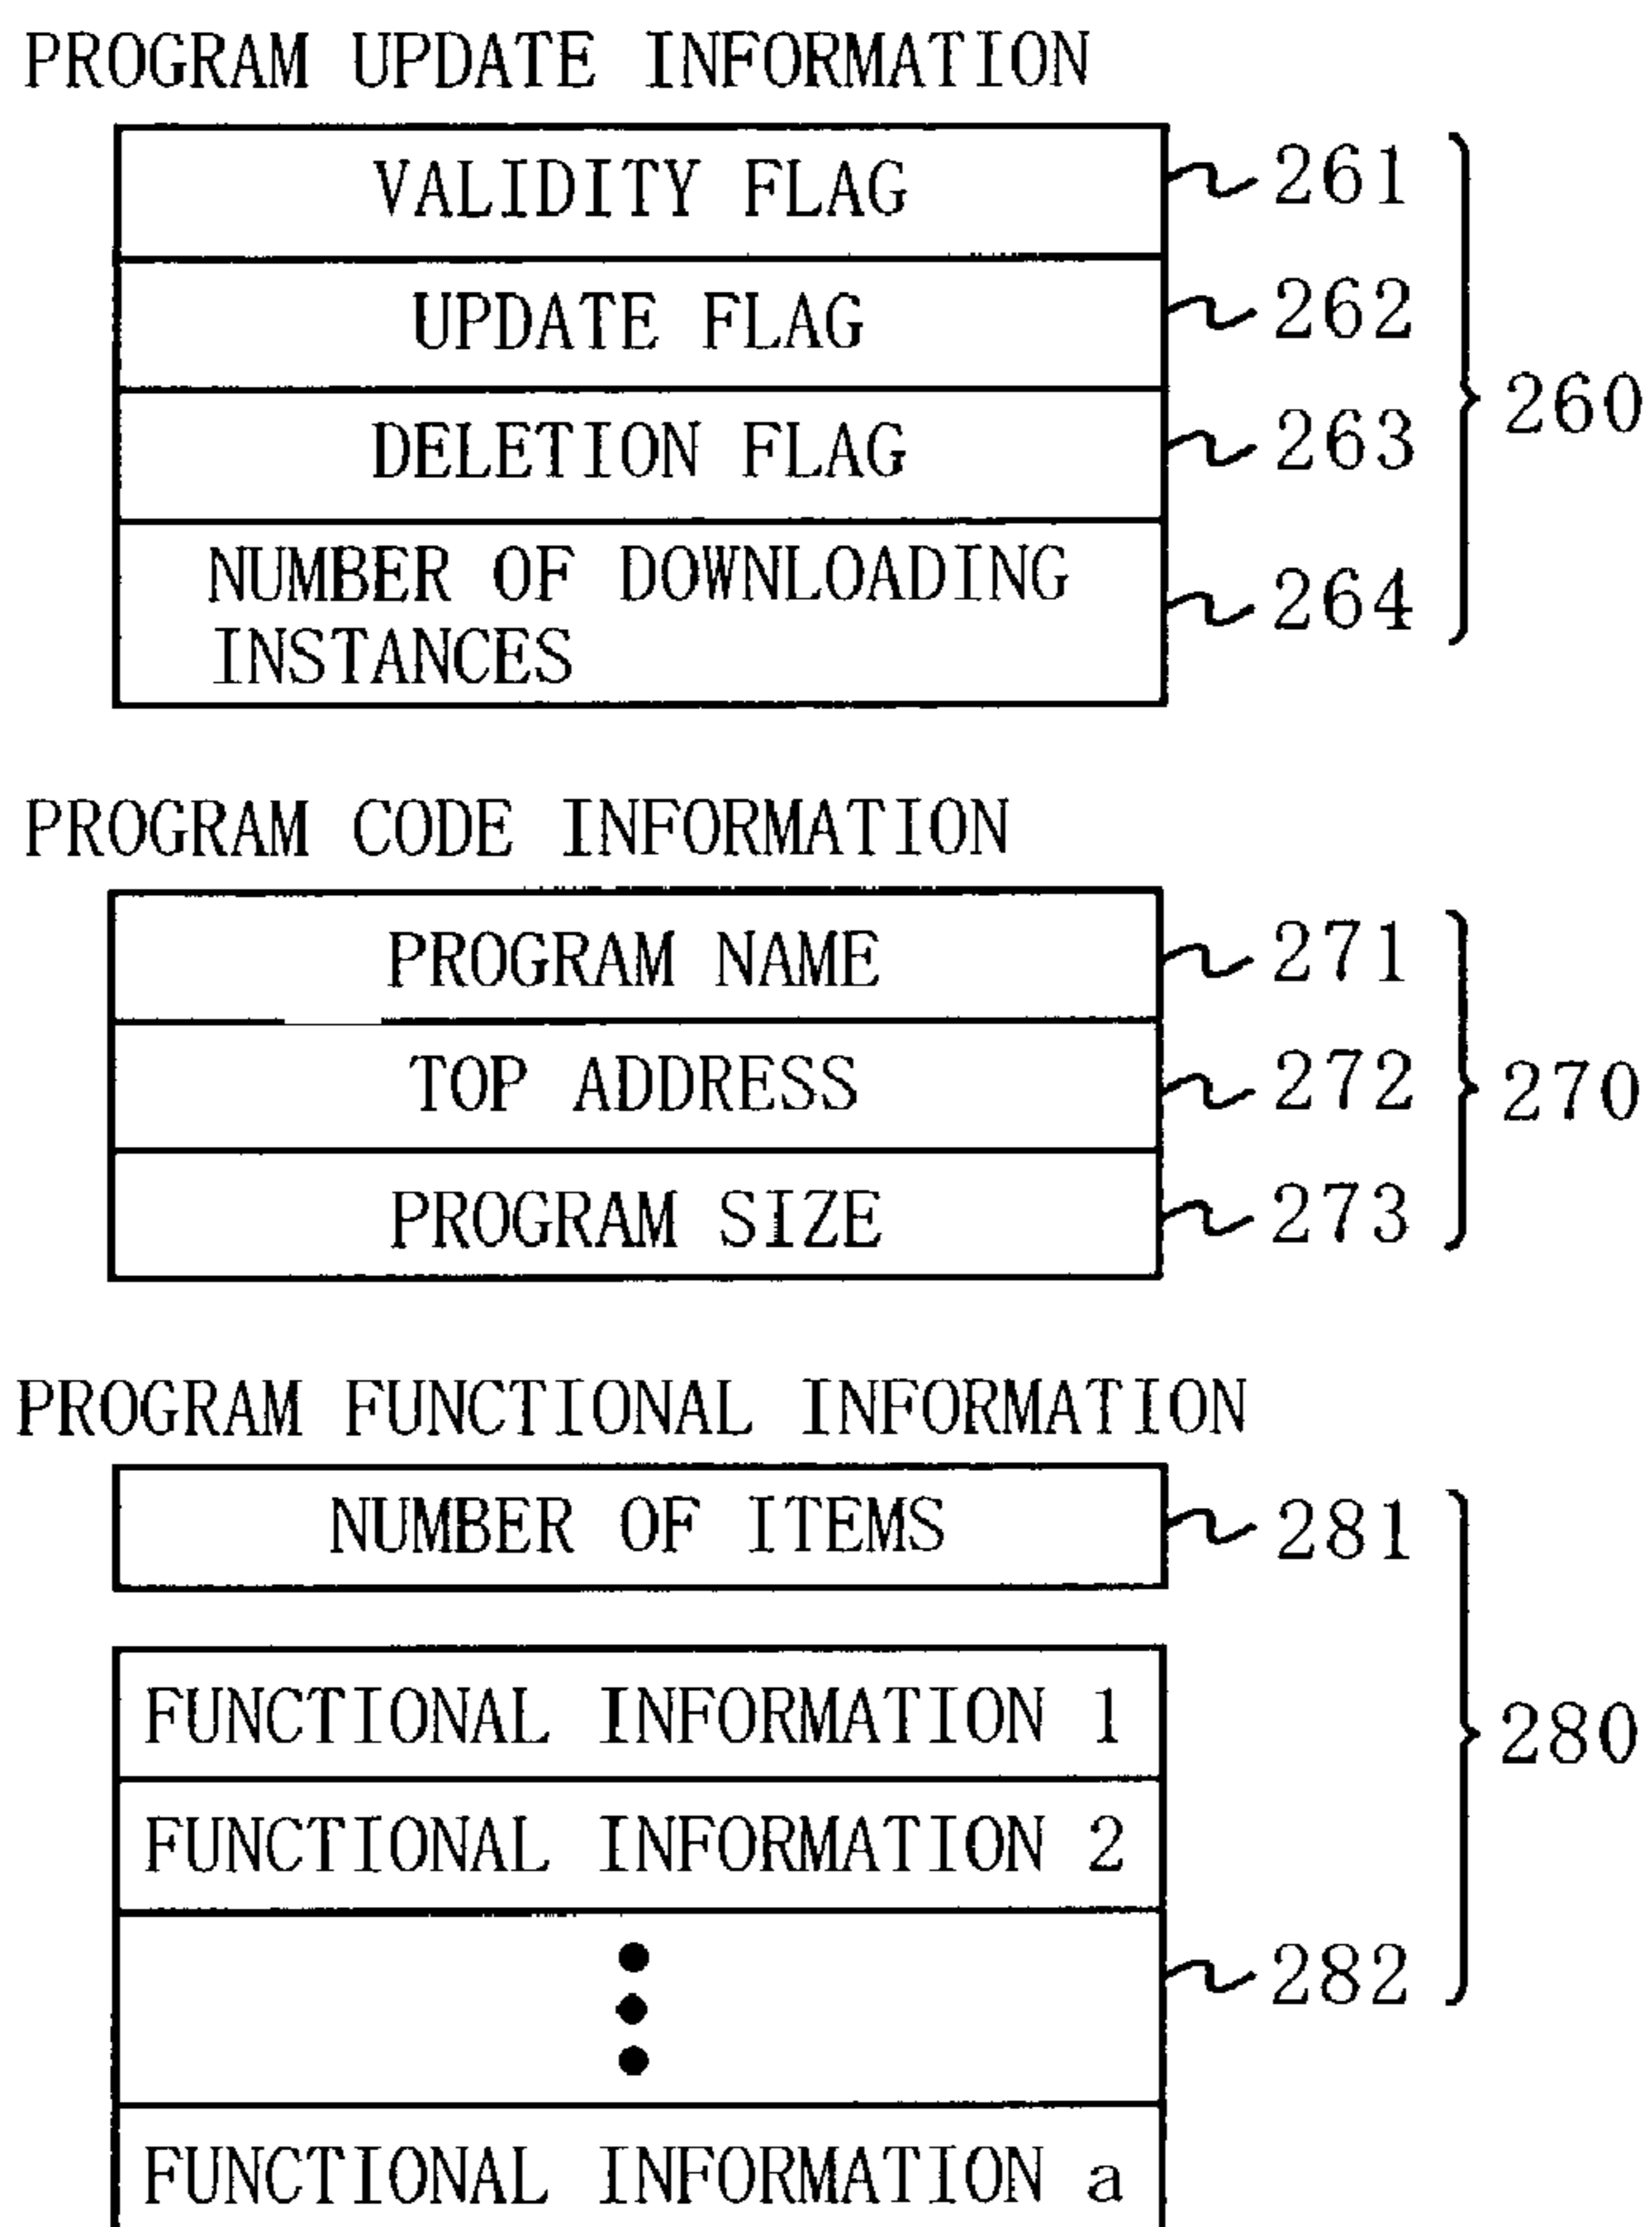 PROGRAM UPDATE INFORMATION
VALIDITY FLAG 261
UPDATE FLAG 262
260
DELETION FLAG 263
NUMBER OF DOWNLOADING
INSTANCES 264
PROGRAM CODE INFORMATION
PROGRAM NAME 271
TOP ADDRESS 272
270
PROGRAM SIZE 273
PROGRAM FUNCTIONAL INFORMATION
NUMBER OF ITEMS 281
FUNCTIONAL INFORMATION 1
280
FUNCTIONAL INFORMATION 2
282
FUNCTIONAL INFORMATION a